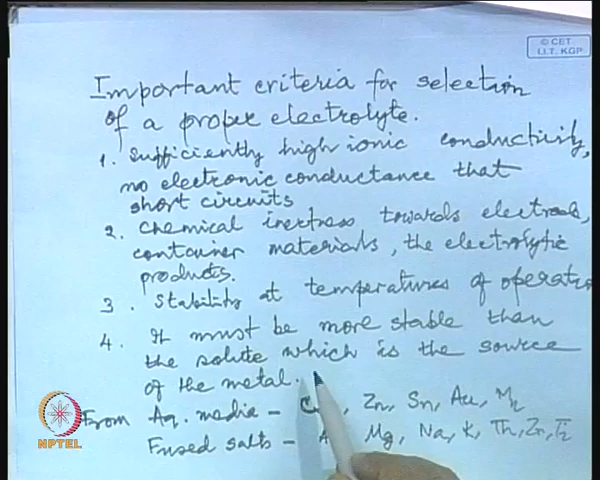 © CET
I.I.T. KGP
Important criteria for selection
of a proper electrolyte.
1. Sufficiently high ionic conductivity,
no electronic conductance that
short circuits
2. Chemical inertness towards electrode,
container materials, the electrolytic
products.
3. Stability at temperatures of operatio
4. It must be more stable than
the solute which is the source
of the metal.
From Aq. media - Zn, Sn, Au,
Fused salts - Mg, Na, K, Th, Zr, Ti
NPTEL